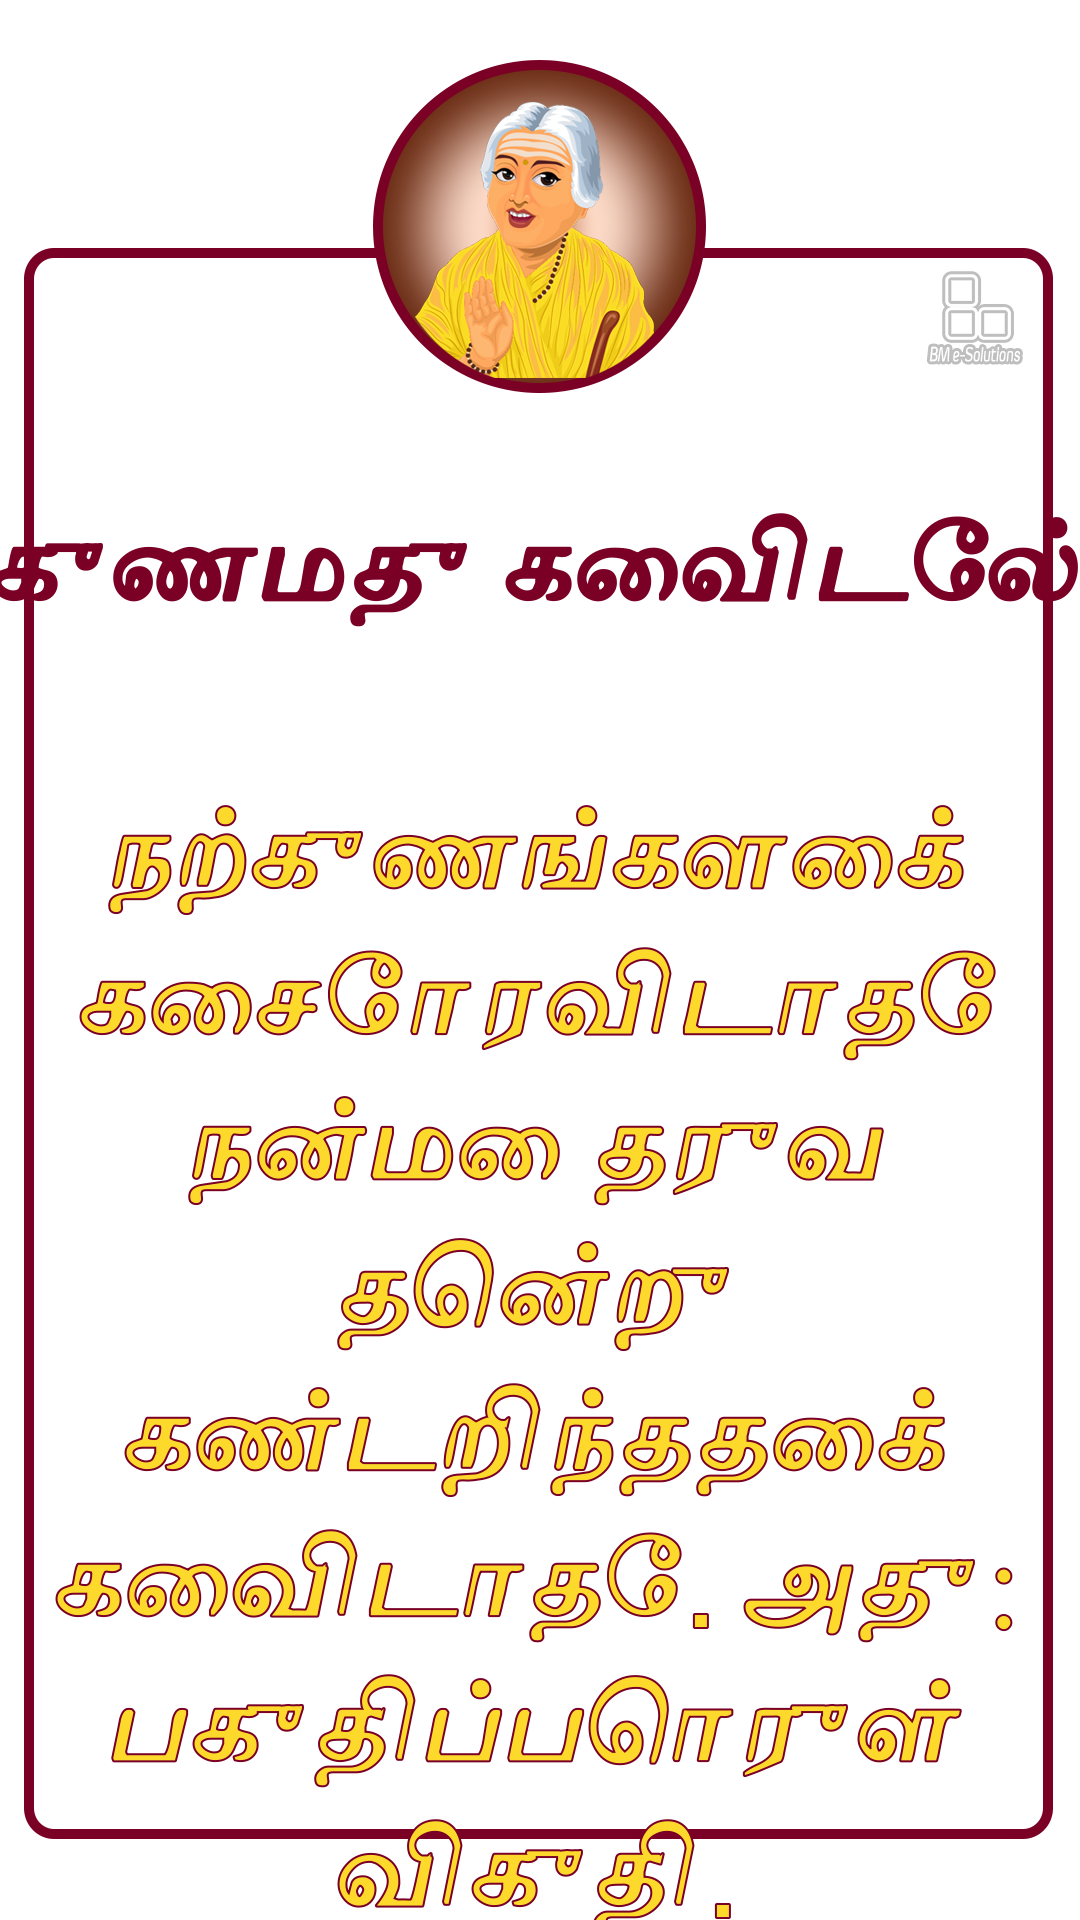 BM e-Solutions
குணமது கைவிடேல்
நற்குணங்களைக்
கைசோரவிடாதே
நன்மை தருவ
தென்று
கண்டறிந்ததைக்
கைவிடாதே. அது:
பகுதிப்பொருள்
விகுதி.